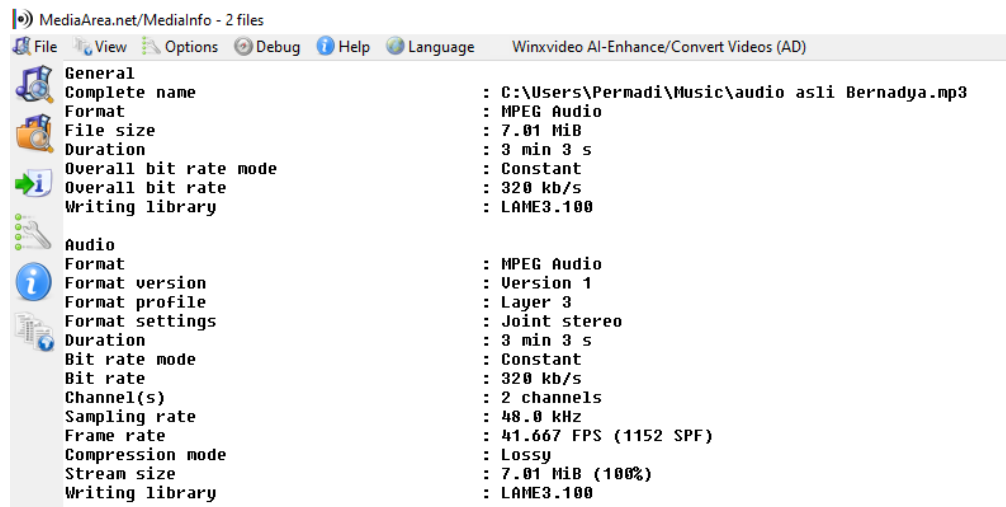 MediaArea.net/MediaInfo - 2 files
File View Options Debug Help Language Winxvideo AI-Enhance/Convert Videos (AD)
General
Complete name : C:\Users\Permadi\Music\audio asli Bernadya.mp3
Format : MPEG Audio
File size : 7.01 MiB
Duration : 3 min 3 s
Overall bit rate mode : Constant
Overall bit rate : 320 kb/s
Writing library : LAME3.100
Audio
Format : MPEG Audio
Format version : Version 1
Format profile : Layer 3
Format settings : Joint stereo
Duration : 3 min 3 s
Bit rate mode : Constant
Bit rate : 320 kb/s
Channel(s) : 2 channels
Sampling rate : 48.0 kHz
Frame rate : 41.667 FPS (1152 SPF)
Compression mode : Lossy
Stream size : 7.01 MiB (100%)
Writing library : LAME3.100